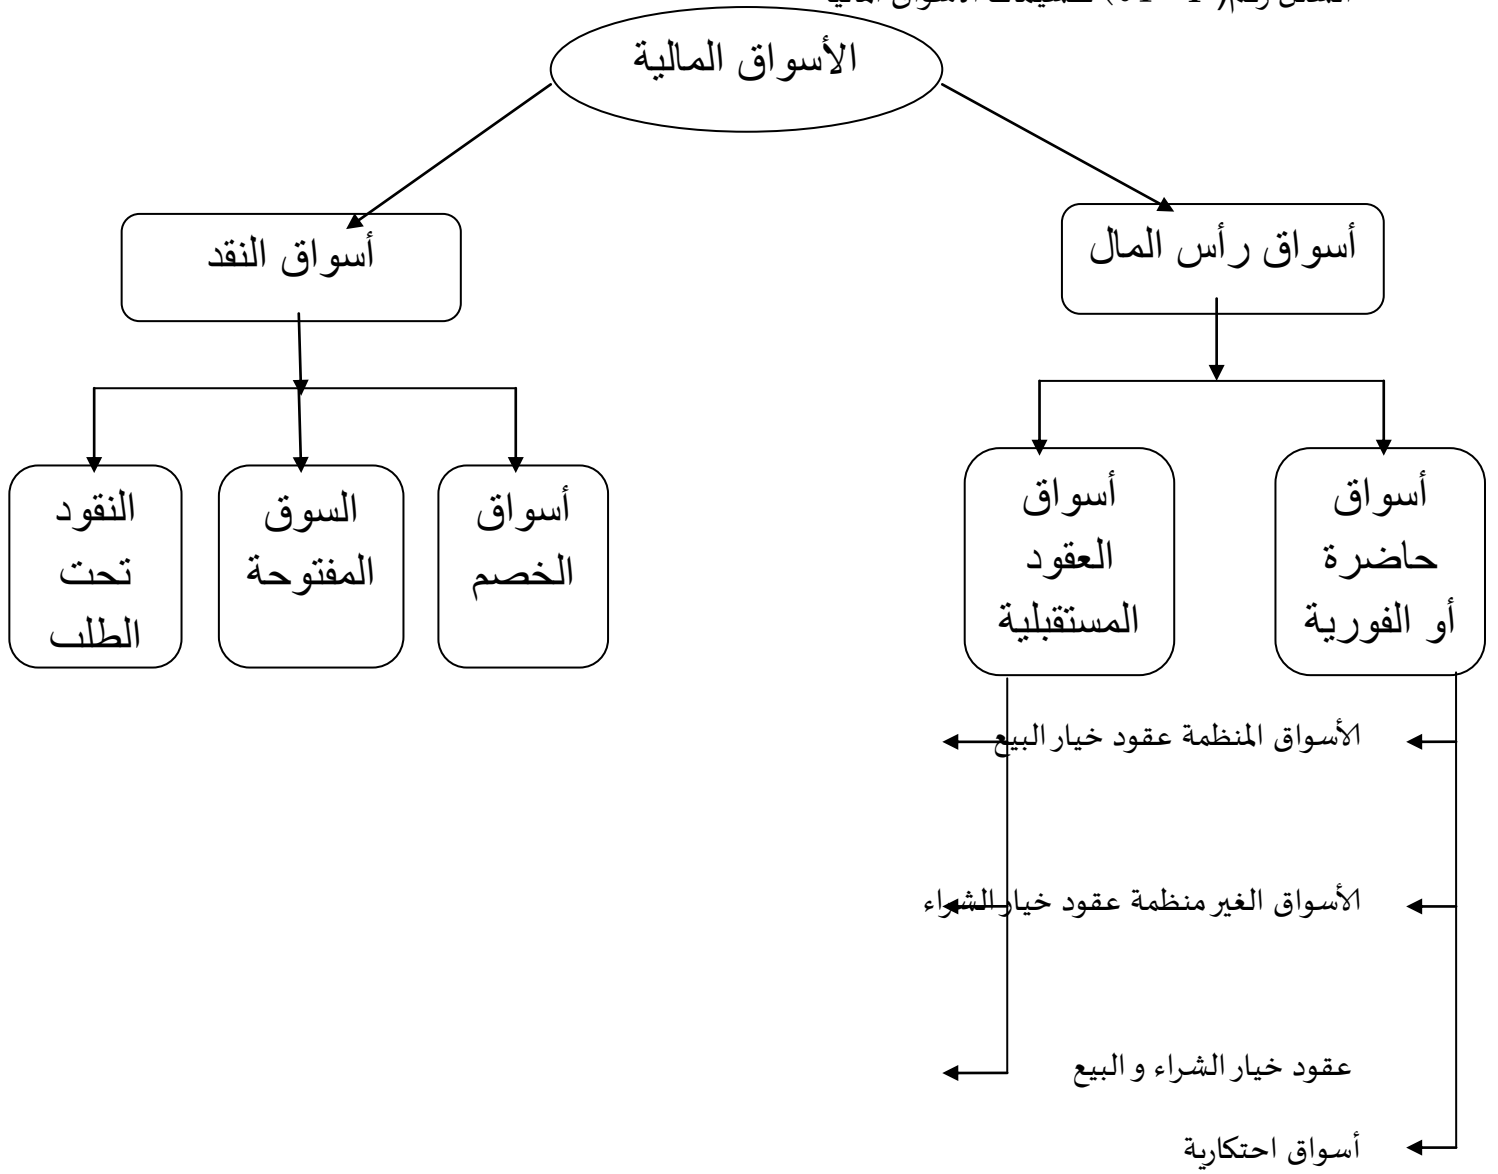 الأسواق المالية
أسواق رأس المال
أسواق النقد
أسواق
حاضرة
أو الفورية
أسواق
العقود
المستقبلية
أسواق
الخصم
السوق
المفتوحة
النقود
تحت
الطلب
الأسواق المنظمة عقود خيار البيع
الأسواق الغير منظمة عقود خيار الشراء
عقود خيار الشراء و البيع
أسواق احتكارية